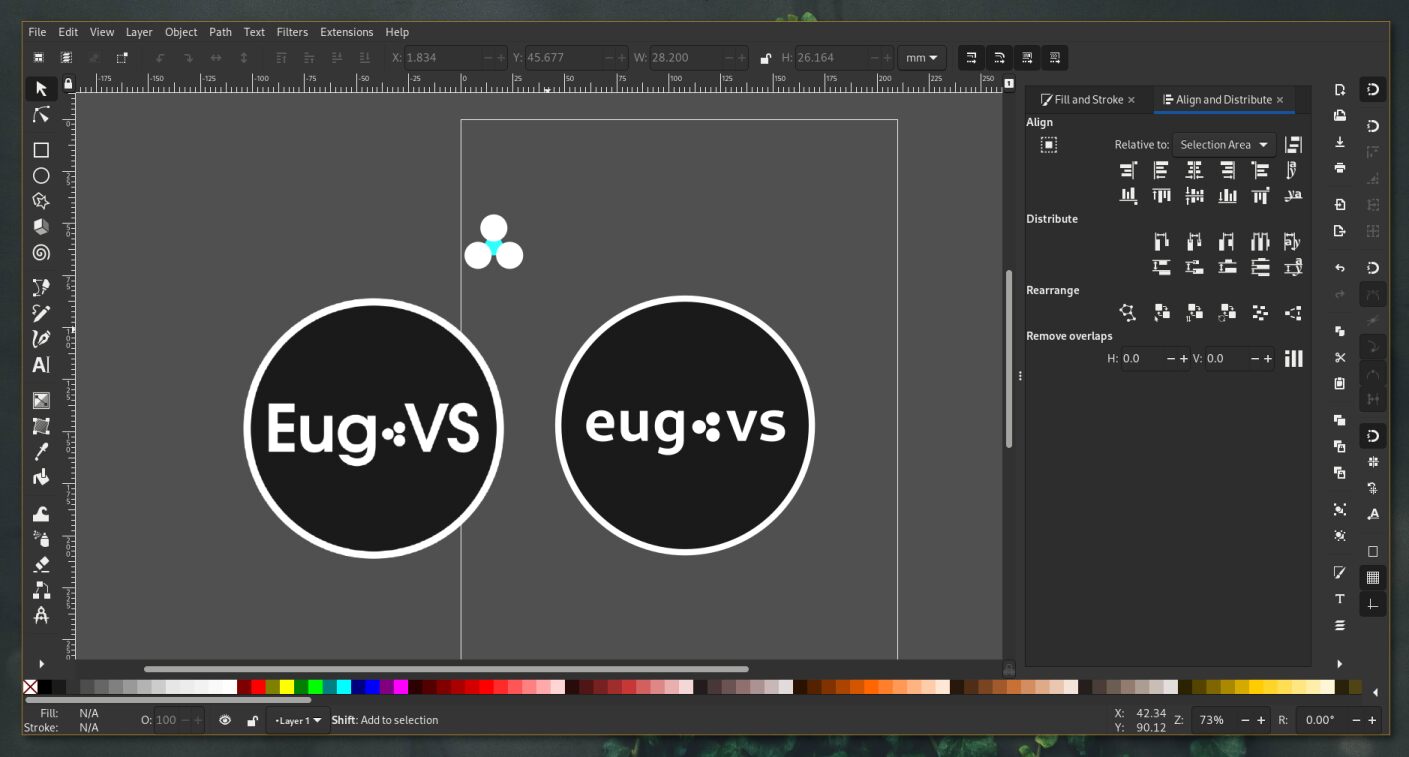 File Edit View Layer Object Path Text Filters Extensions Help
X: 1.834 Y: 45.677 W: 28.200 H: 26.164 mm
-175 -150 -125 -100 -75 -50 -25 0 25 50 75 100 125 150 175 200 225 250
Fill and Stroke Align and Distribute
Align
Relative to: Selection Area
Distribute
Rearrange
Remove overlaps
H: 0.0 V: 0.0
Eug VS
eug vs
Fill: N/A
Stroke: N/A
O: 100
•Layer 1
Shift: Add to selection
X: 42.34
Y: 90.12
Z: 73%
R: 0.00°